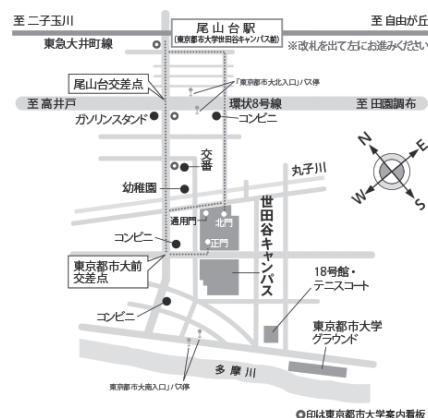 至 二子玉川
尾山台駅
(東京都市大学世田谷キャンパス前)
至 自由が丘
東急大井町線
※改札を出て左にお進みください
尾山台交差点
「東京都市大北入口」バス停
至 高井戸
環状8号線
至 田園調布
ガソリンスタンド
コンビニ
N
E
W
S
交番
丸子川
幼稚園
世田谷キャンパス
通用門
北門
正門
コンビニ
東京都市大前
交差点
18号館・
テニスコート
コンビニ
東京都市大学
グラウンド
多摩川
「東京都市大南入口」バス停
◎印は東京都市大学案内看板